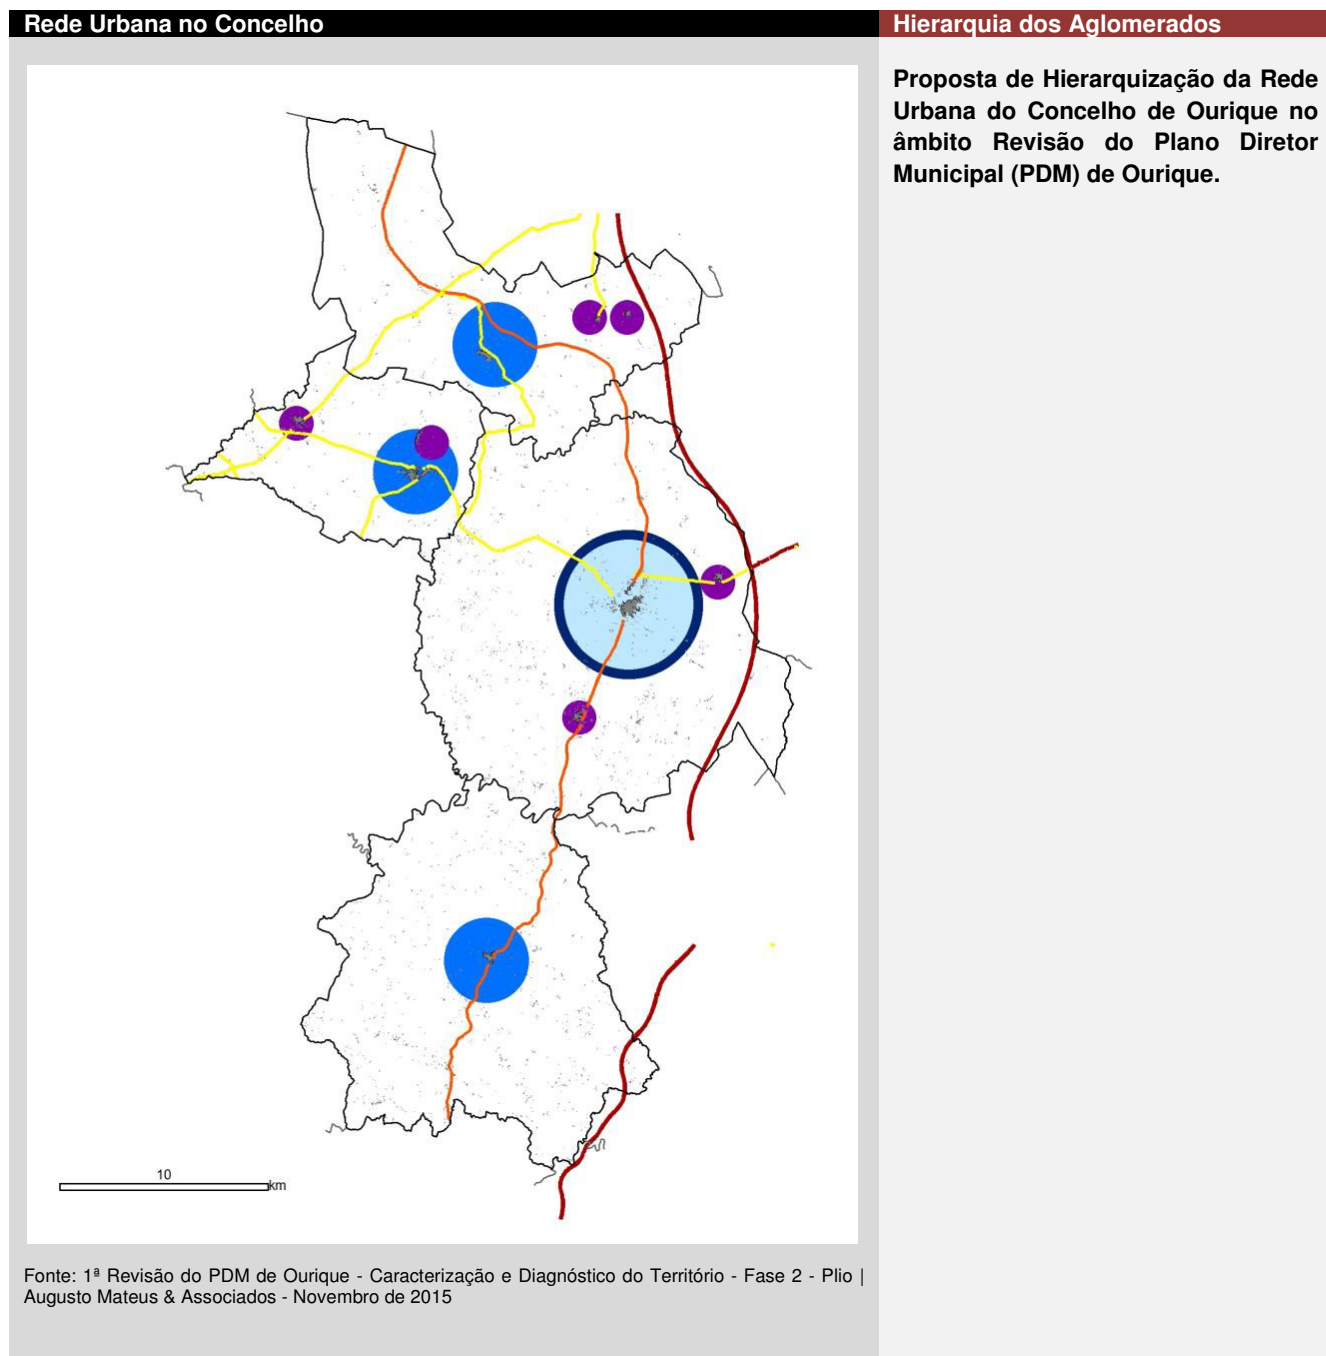 Rede Urbana no Concelho
Hierarquia dos Aglomerados
Proposta de Hierarquização da Rede
Urbana do Concelho de Ourique no
âmbito Revisão do Plano Diretor
Municipal (PDM) de Ourique.
10
km
Fonte: 1ª Revisão do PDM de Ourique - Caracterização e Diagnóstico do Território - Fase 2 - Plio |
Augusto Mateus & Associados - Novembro de 2015